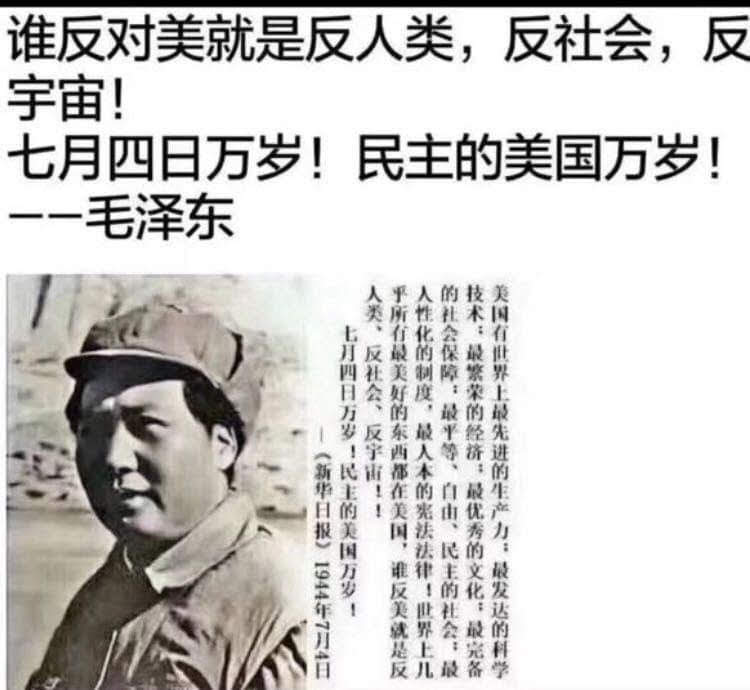 谁反对美就是反人类，反社会，反
宇宙！
七月四日万岁！民主的美国万岁！
--毛泽东
美国有世界上最先进的生产力；最发达的科学
技术；最繁荣的经济；最优秀的文化；最完备
的社会保障；最平等、自由、民主的社会；最
人性化的制度，最人本的宪法法律！世界上几
乎所有最美好的东西都在美国，谁反美就是反
人类、反社会、反宇宙！！
七月四日万岁！民主的美国万岁！
—《新华日报》1944年7月4日